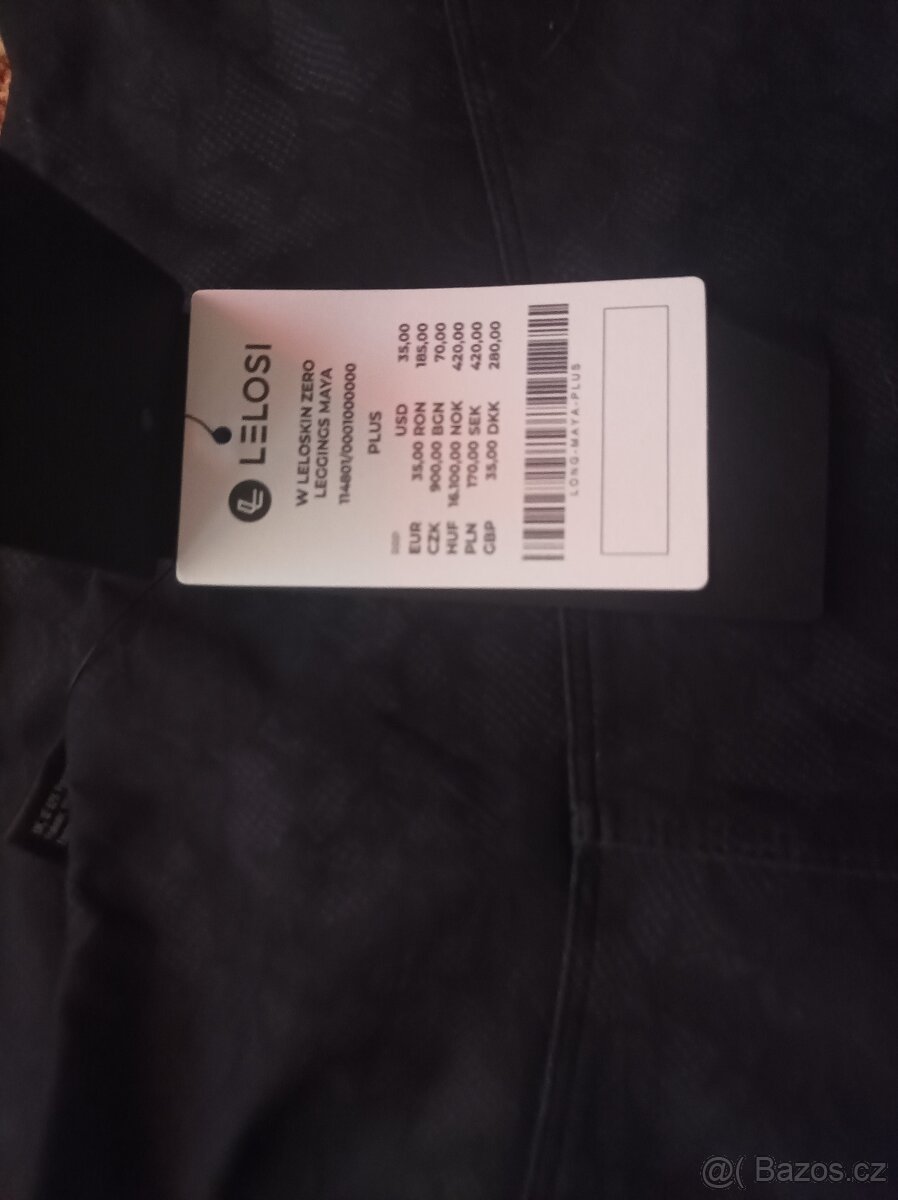 LELOSI
W LELOSKIN ZERO
LEGGINGS MAYA
114801/0001000000
PLUS
USD 35,00
EUR 35,00 RON 185,00
CZK 900,00 BGN 70,00
HUF 16.100,00 NOK 420,00
PLN 170,00 SEK 420,00
GBP 35,00 DKK 280,00
LONG-MAYA-PLUS
@( Bazos.cz